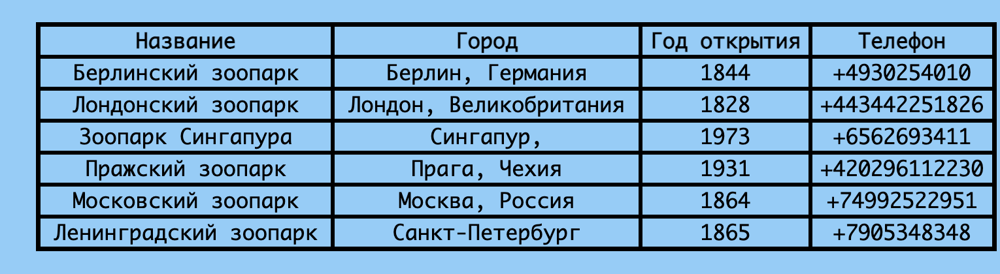 Название Город Год открытия Телефон
Берлинский зоопарк Берлин, Германия 1844 +4930254010
Лондонский зоопарк Лондон, Великобритания 1828 +443442251826
Зоопарк Сингапура Сингапур, 1973 +6562693411
Пражский зоопарк Прага, Чехия 1931 +420296112230
Московский зоопарк Москва, Россия 1864 +74992522951
Ленинградский зоопарк Санкт-Петербург 1865 +7905348348